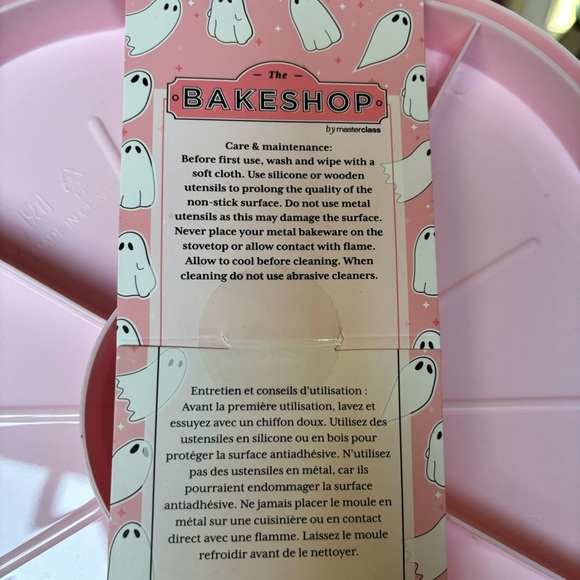 — The —
BAKESHOP
by masterclass
Care & maintenance:
Before first use, wash and wipe with a
soft cloth. Use silicone or wooden
utensils to prolong the quality of the
non-stick surface. Do not use metal
utensils as this may damage the surface.
Never place your metal bakeware on the
stovetop or allow contact with flame.
Allow to cool before cleaning. When
cleaning do not use abrasive cleaners.
Entretien et conseils d'utilisation :
Avant la première utilisation, lavez et
essuyez avec un chiffon doux. Utilisez des
ustensiles en silicone ou en bois pour
protéger la surface antiadhésive. N'utilisez
pas des ustensiles en métal, car ils
pourraient endommager la surface
antiadhésive. Ne jamais placer le moule en
métal sur une cuisinière ou en contact
direct avec une flamme. Laissez le moule
refroidir avant de le nettoyer.